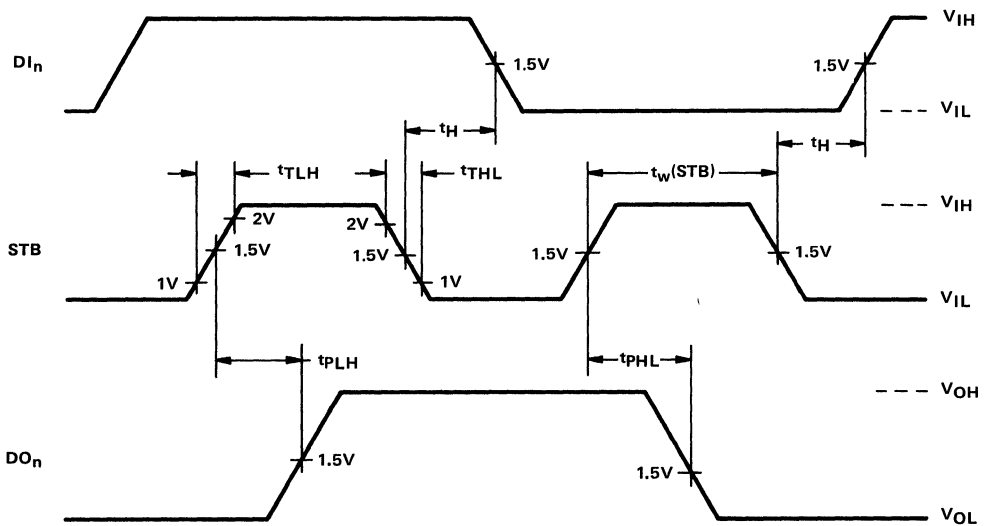 VIH
DIn
1.5V
1.5V
VIL
tH
tH
tTLH
tTHL
tw(STB)
VIH
2V
2V
STB
1.5V
1.5V
1.5V
1.5V
1V
1V
VIL
tPLH
tPHL
VOH
DOn
1.5V
1.5V
VOL